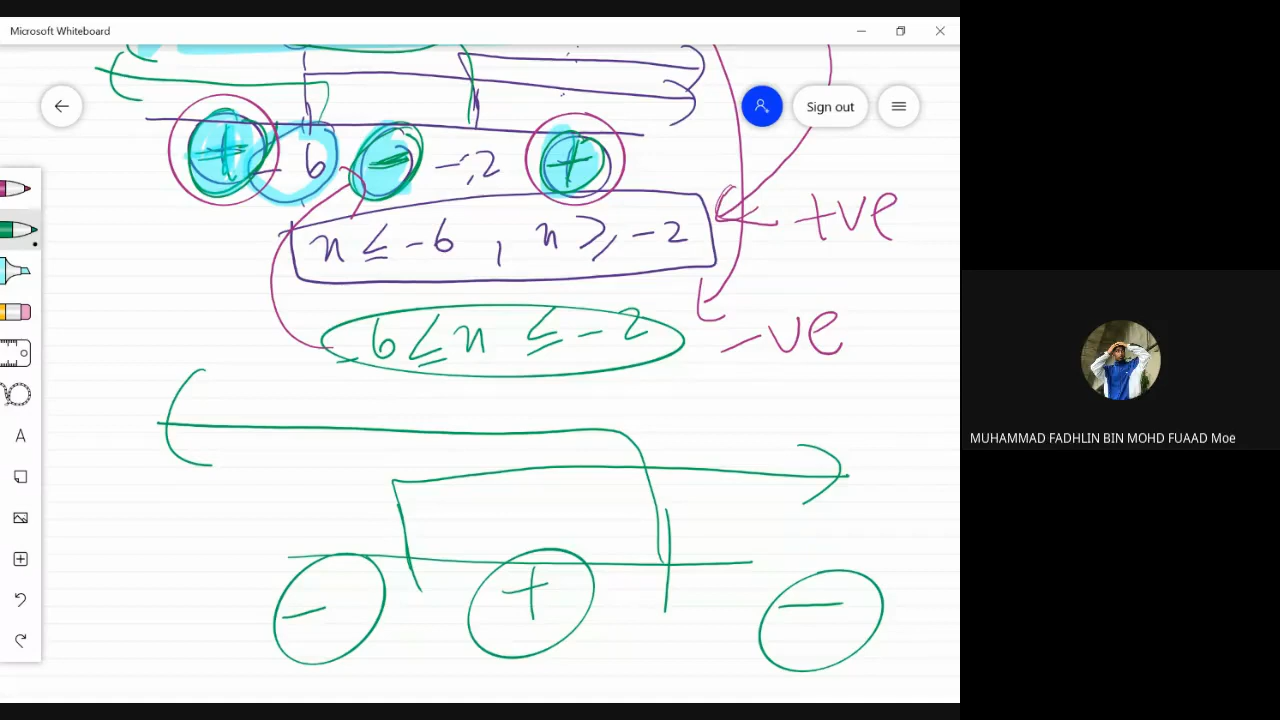 Microsoft Whiteboard
Sign out
+ -6 - -2 +
x ≤ -6 , x ≥ -2
+ve
-6 ≤ x ≤ -2
-ve
A
- + -
MUHAMMAD FADHLIN BIN MOHD FUAAD Moe